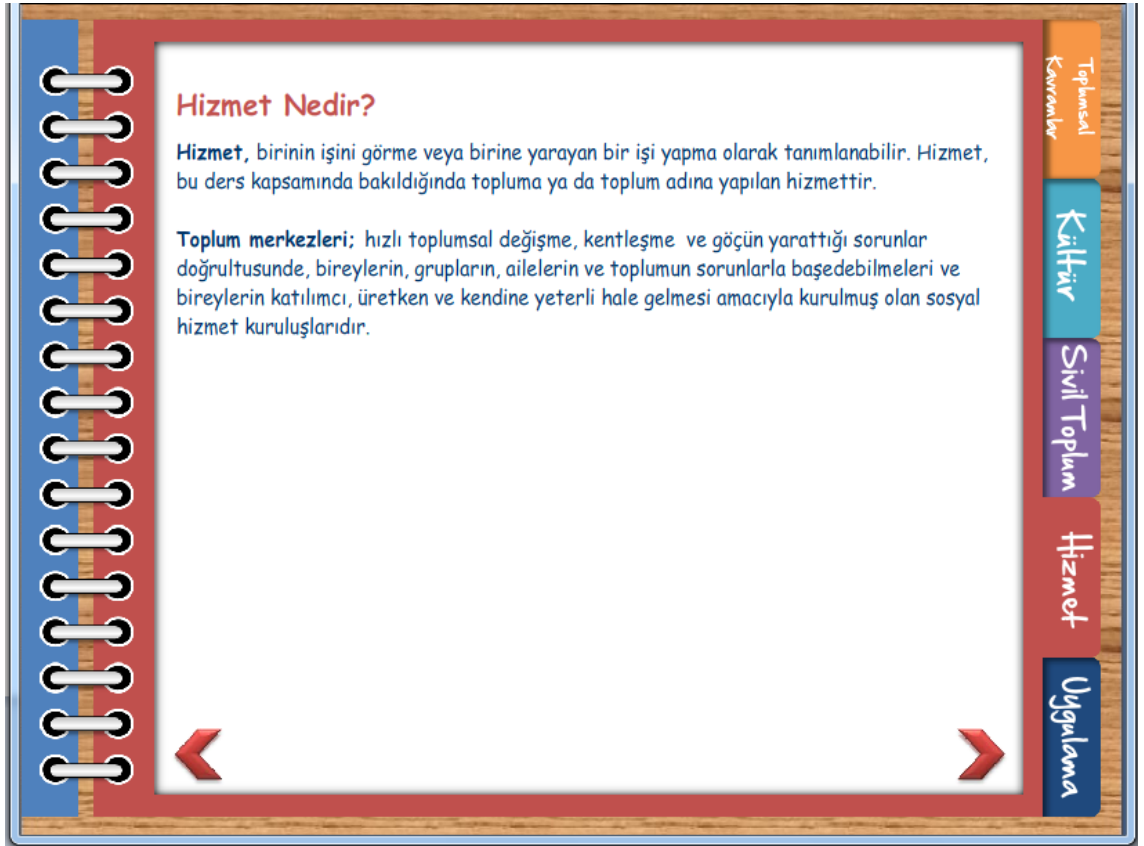 Hizmet Nedir?
Hizmet, birinin işini görme veya birine yarayan bir işi yapma olarak tanımlanabilir. Hizmet,
bu ders kapsamında bakıldığında topluma ya da toplum adına yapılan hizmettir.
Toplum merkezleri; hızlı toplumsal değişme, kentleşme ve göçün yarattığı sorunlar
doğrultusunde, bireylerin, grupların, ailelerin ve toplumun sorunlarla başedebilmeleri ve
bireylerin katılımcı, üretken ve kendine yeterli hale gelmesi amacıyla kurulmuş olan sosyal
hizmet kuruluşlarıdır.
Toplumsal
Kavramlar
Kültür
Sivil Toplum
Hizmet
Uygulama